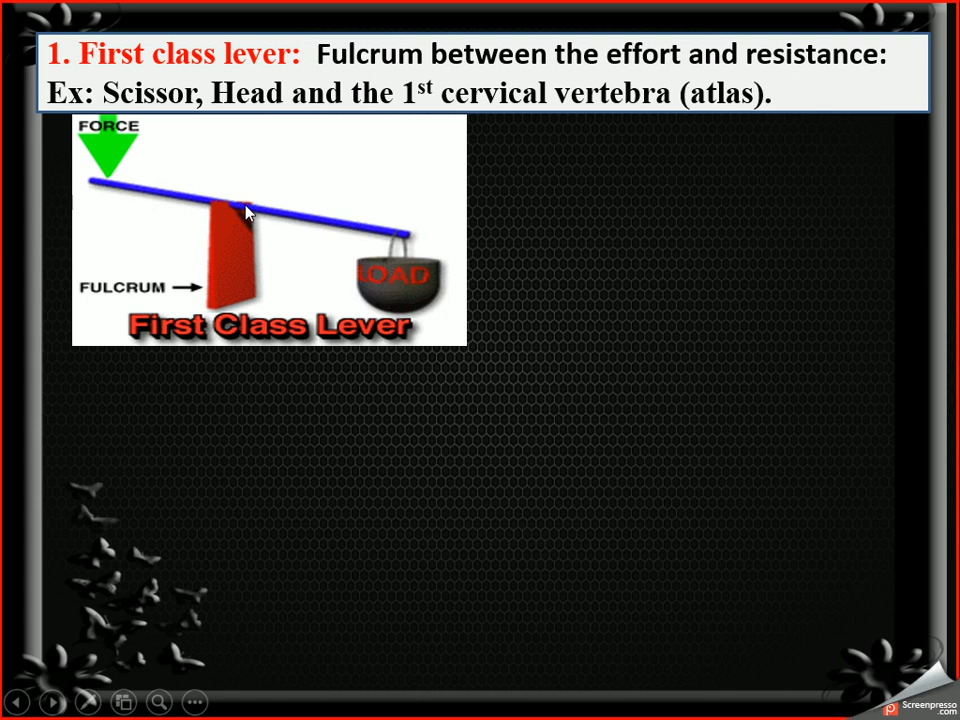 1. First class lever: Fulcrum between the effort and resistance:
Ex: Scissor, Head and the 1st cervical vertebra (atlas).
FORCE
LOAD
FULCRUM
First Class Lever
Screenpresso
.com